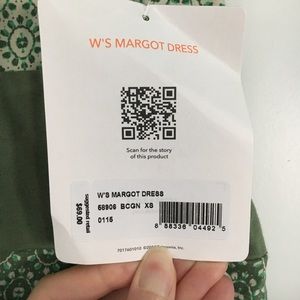 W'S MARGOT DRESS
Scan for the story
of this product
W'S MARGOT DRESS
BCGN XS
0115
8 88336 04492 5
suggested retail
$69.00
Inc.